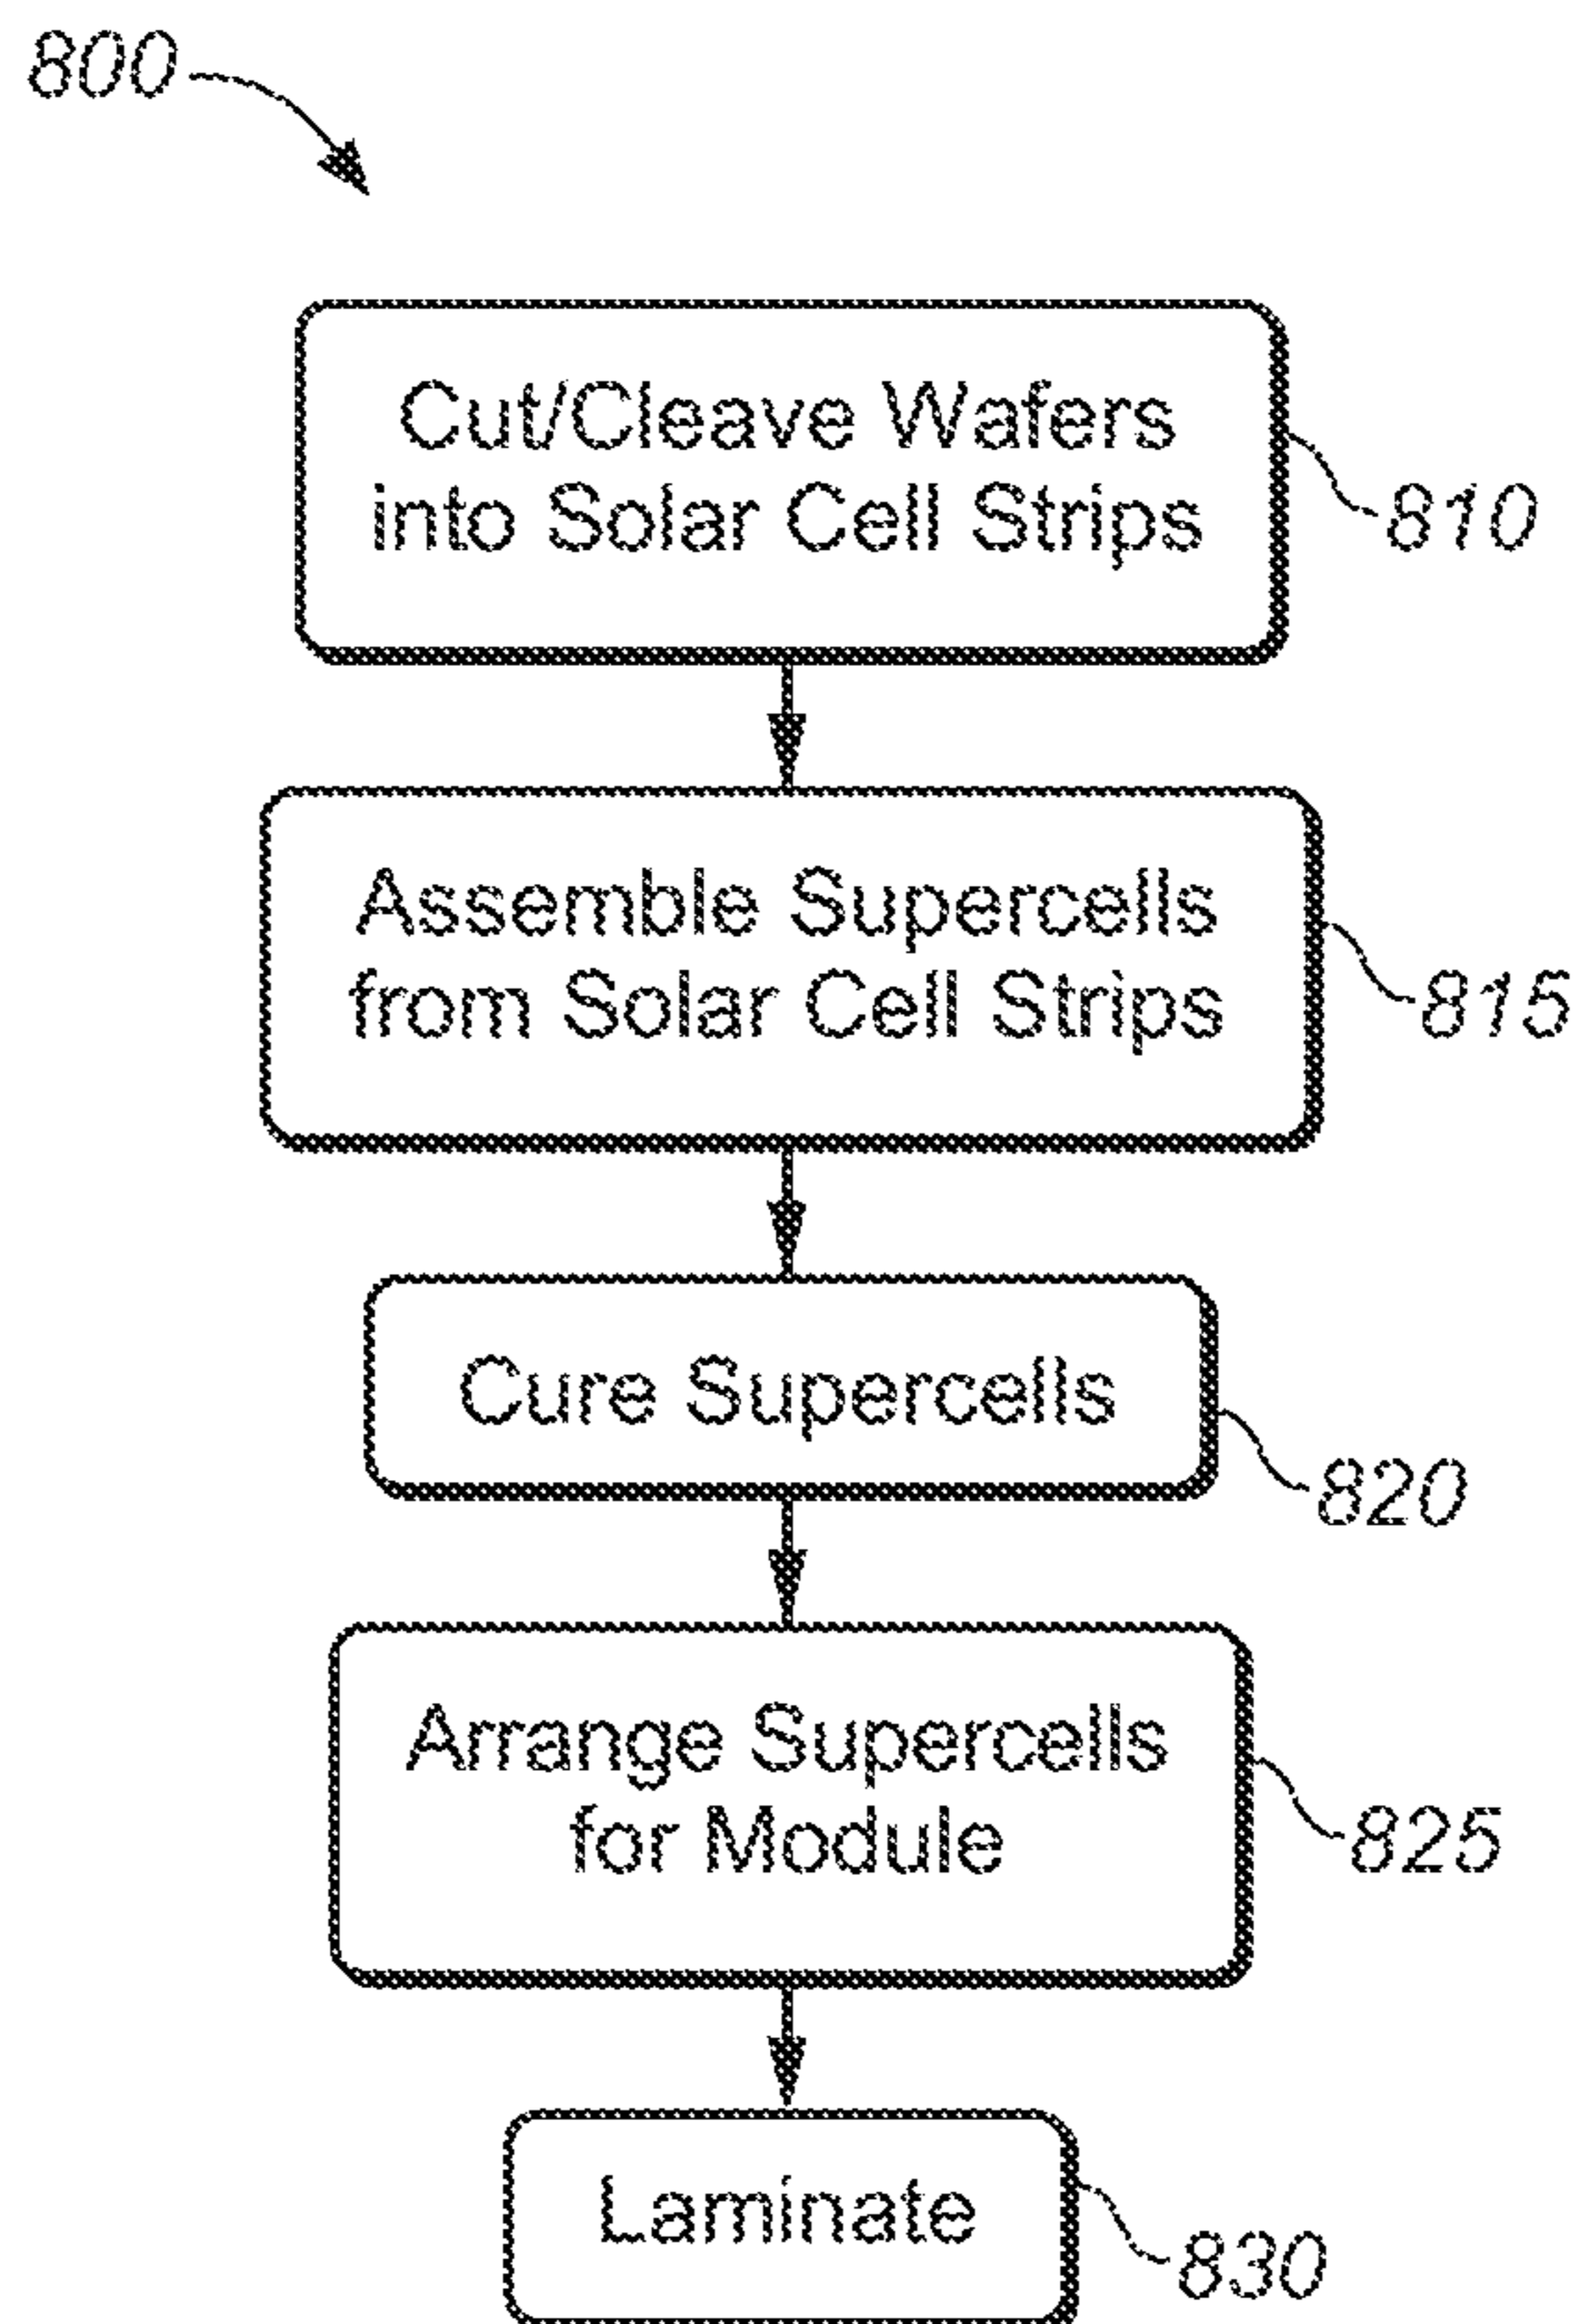 800
Cut/Cleave Wafers
into Solar Cell Strips
810
Assemble Supercells
from Solar Cell Strips
815
Cure Supercells
820
Arrange Supercells
for Module
825
Laminate
830